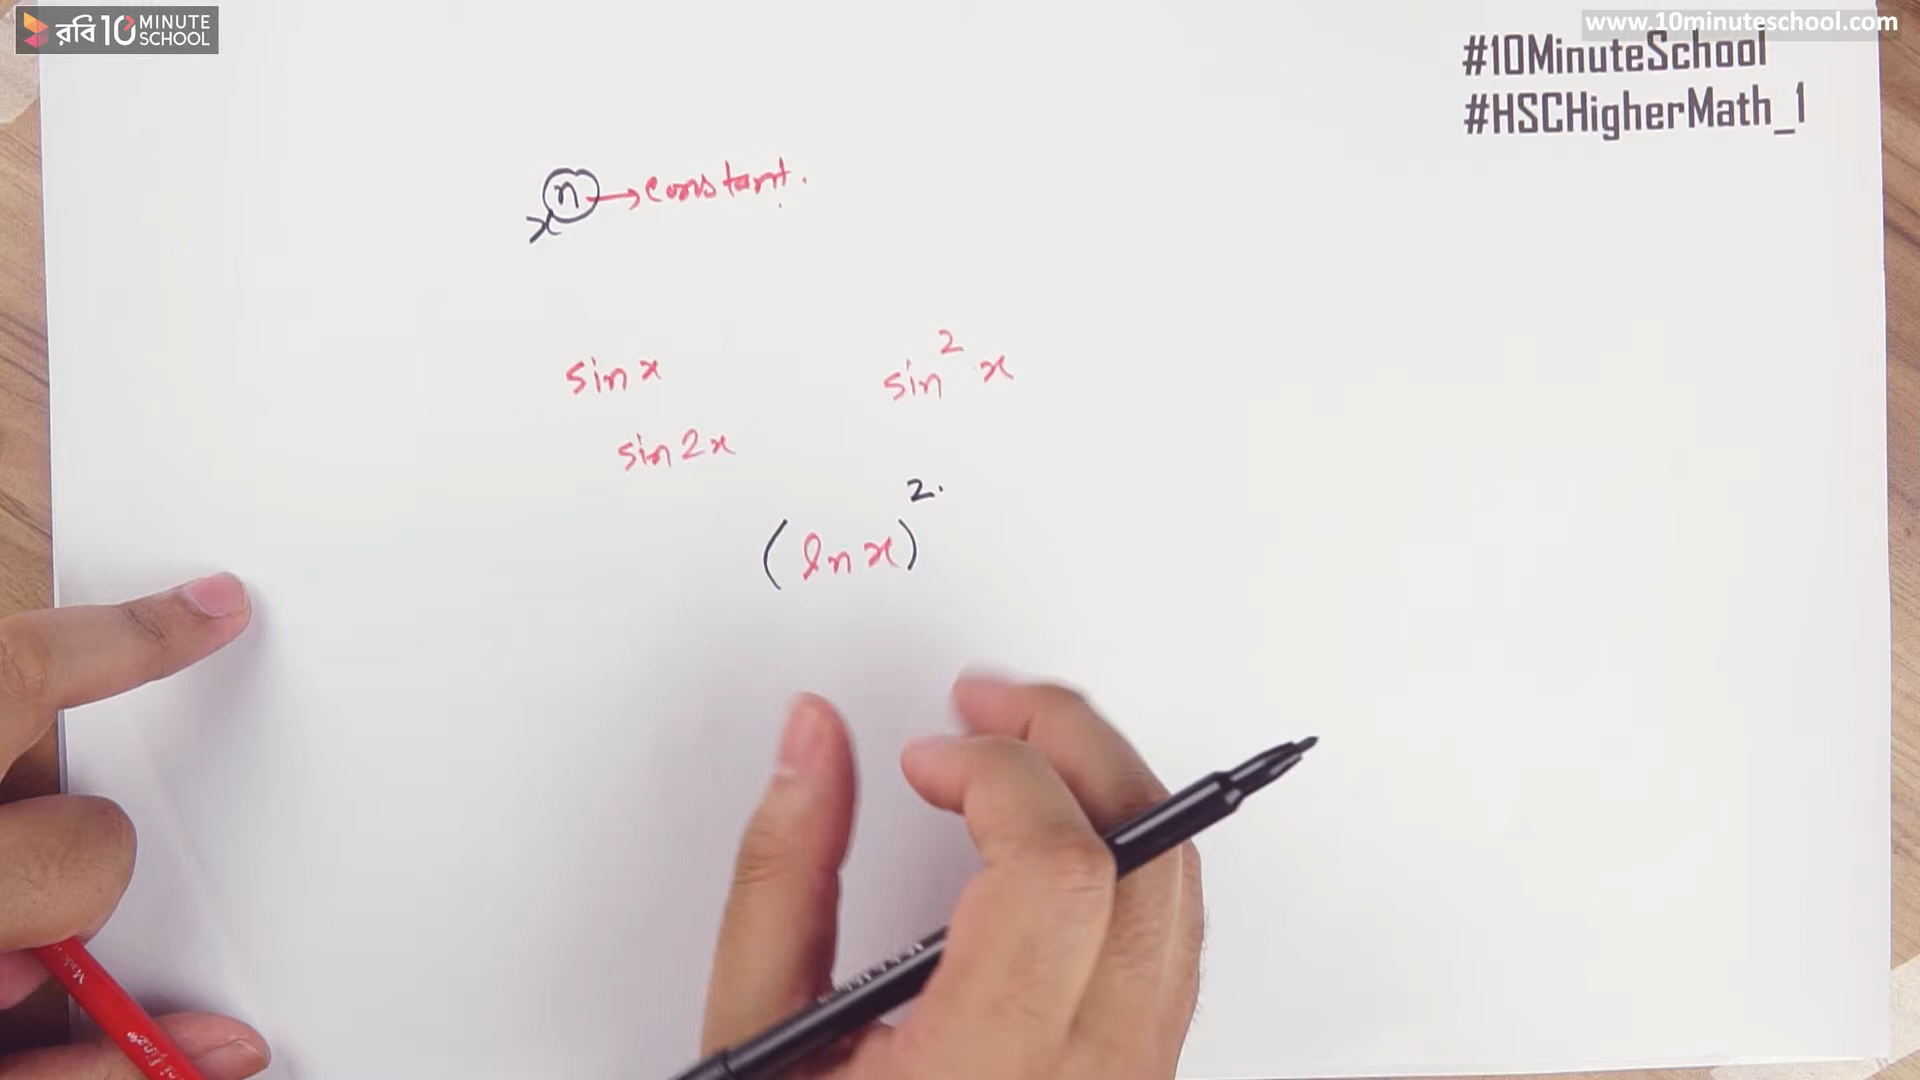 রবি 10 MINUTE SCHOOL
www.10minuteschool.com
#10MinuteSchool
#HSCHigherMath_1
xⁿ → constant.
sin x
sin² x
sin 2x
(ln x)².